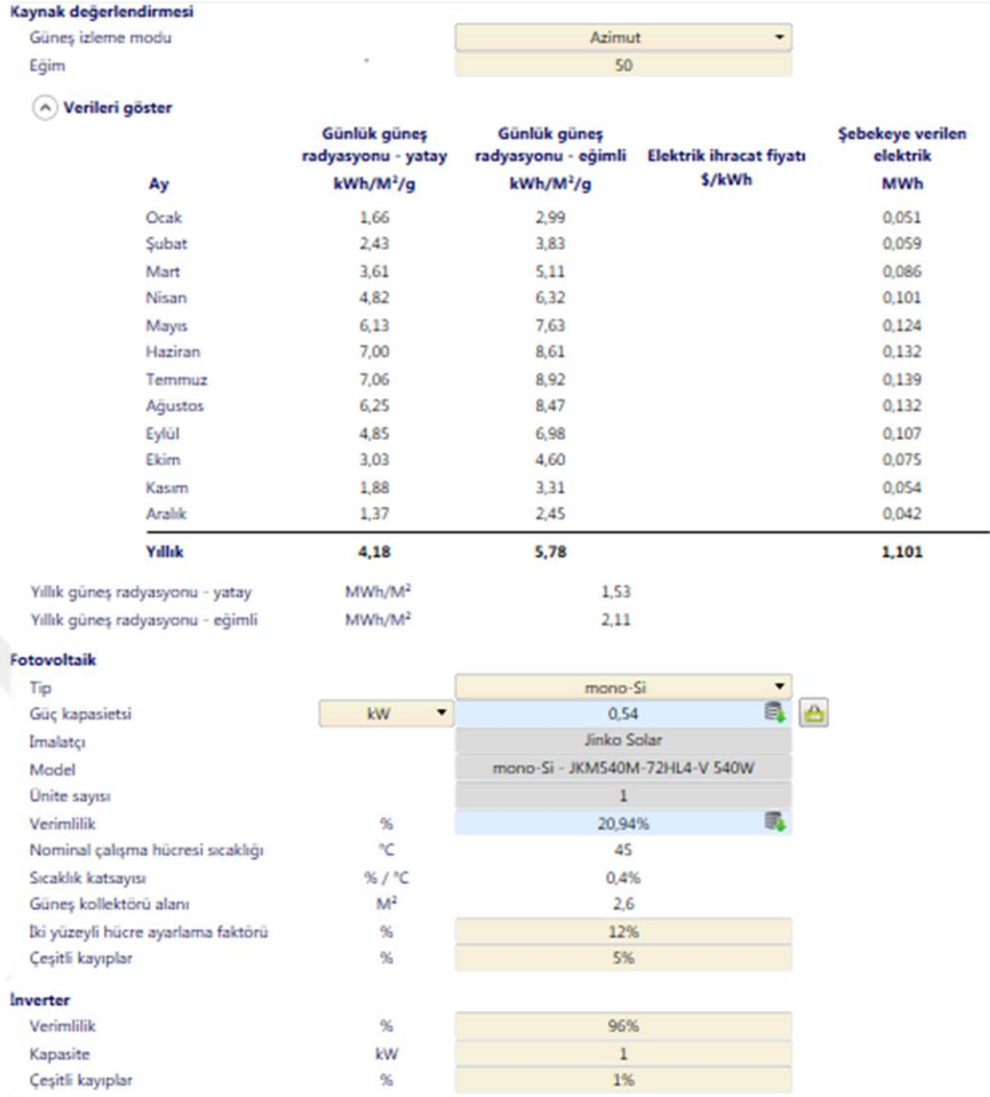 Kaynak değerlendirmesi
Güneş izleme modu Azimut
Eğim ° 50
Verileri göster
Ay Günlük güneş radyasyonu - yatay kWh/M²/g Günlük güneş radyasyonu - eğimli kWh/M²/g Elektrik ihracat fiyatı $/kWh Şebekeye verilen elektrik MWh
Ocak 1,66 2,99 0,051
Şubat 2,43 3,83 0,059
Mart 3,61 5,11 0,086
Nisan 4,82 6,32 0,101
Mayıs 6,13 7,63 0,124
Haziran 7,00 8,61 0,132
Temmuz 7,06 8,92 0,139
Ağustos 6,25 8,47 0,132
Eylül 4,85 6,98 0,107
Ekim 3,03 4,60 0,075
Kasım 1,88 3,31 0,054
Aralık 1,37 2,45 0,042
Yıllık 4,18 5,78 1,101
Yıllık güneş radyasyonu - yatay MWh/M² 1,53
Yıllık güneş radyasyonu - eğimli MWh/M² 2,11
Fotovoltaik
Tip mono-Si
Güç kapasietsi kW 0,54
İmalatçı Jinko Solar
Model mono-Si - JKM540M-72HL4-V 540W
Ünite sayısı 1
Verimlilik % 20,94%
Nominal çalışma hücresi sıcaklığı °C 45
Sıcaklık katsayısı % / °C 0,4%
Güneş kollektörü alanı M² 2,6
İki yüzeyli hücre ayarlama faktörü % 12%
Çeşitli kayıplar % 5%
İnverter
Verimlilik % 96%
Kapasite kW 1
Çeşitli kayıplar % 1%